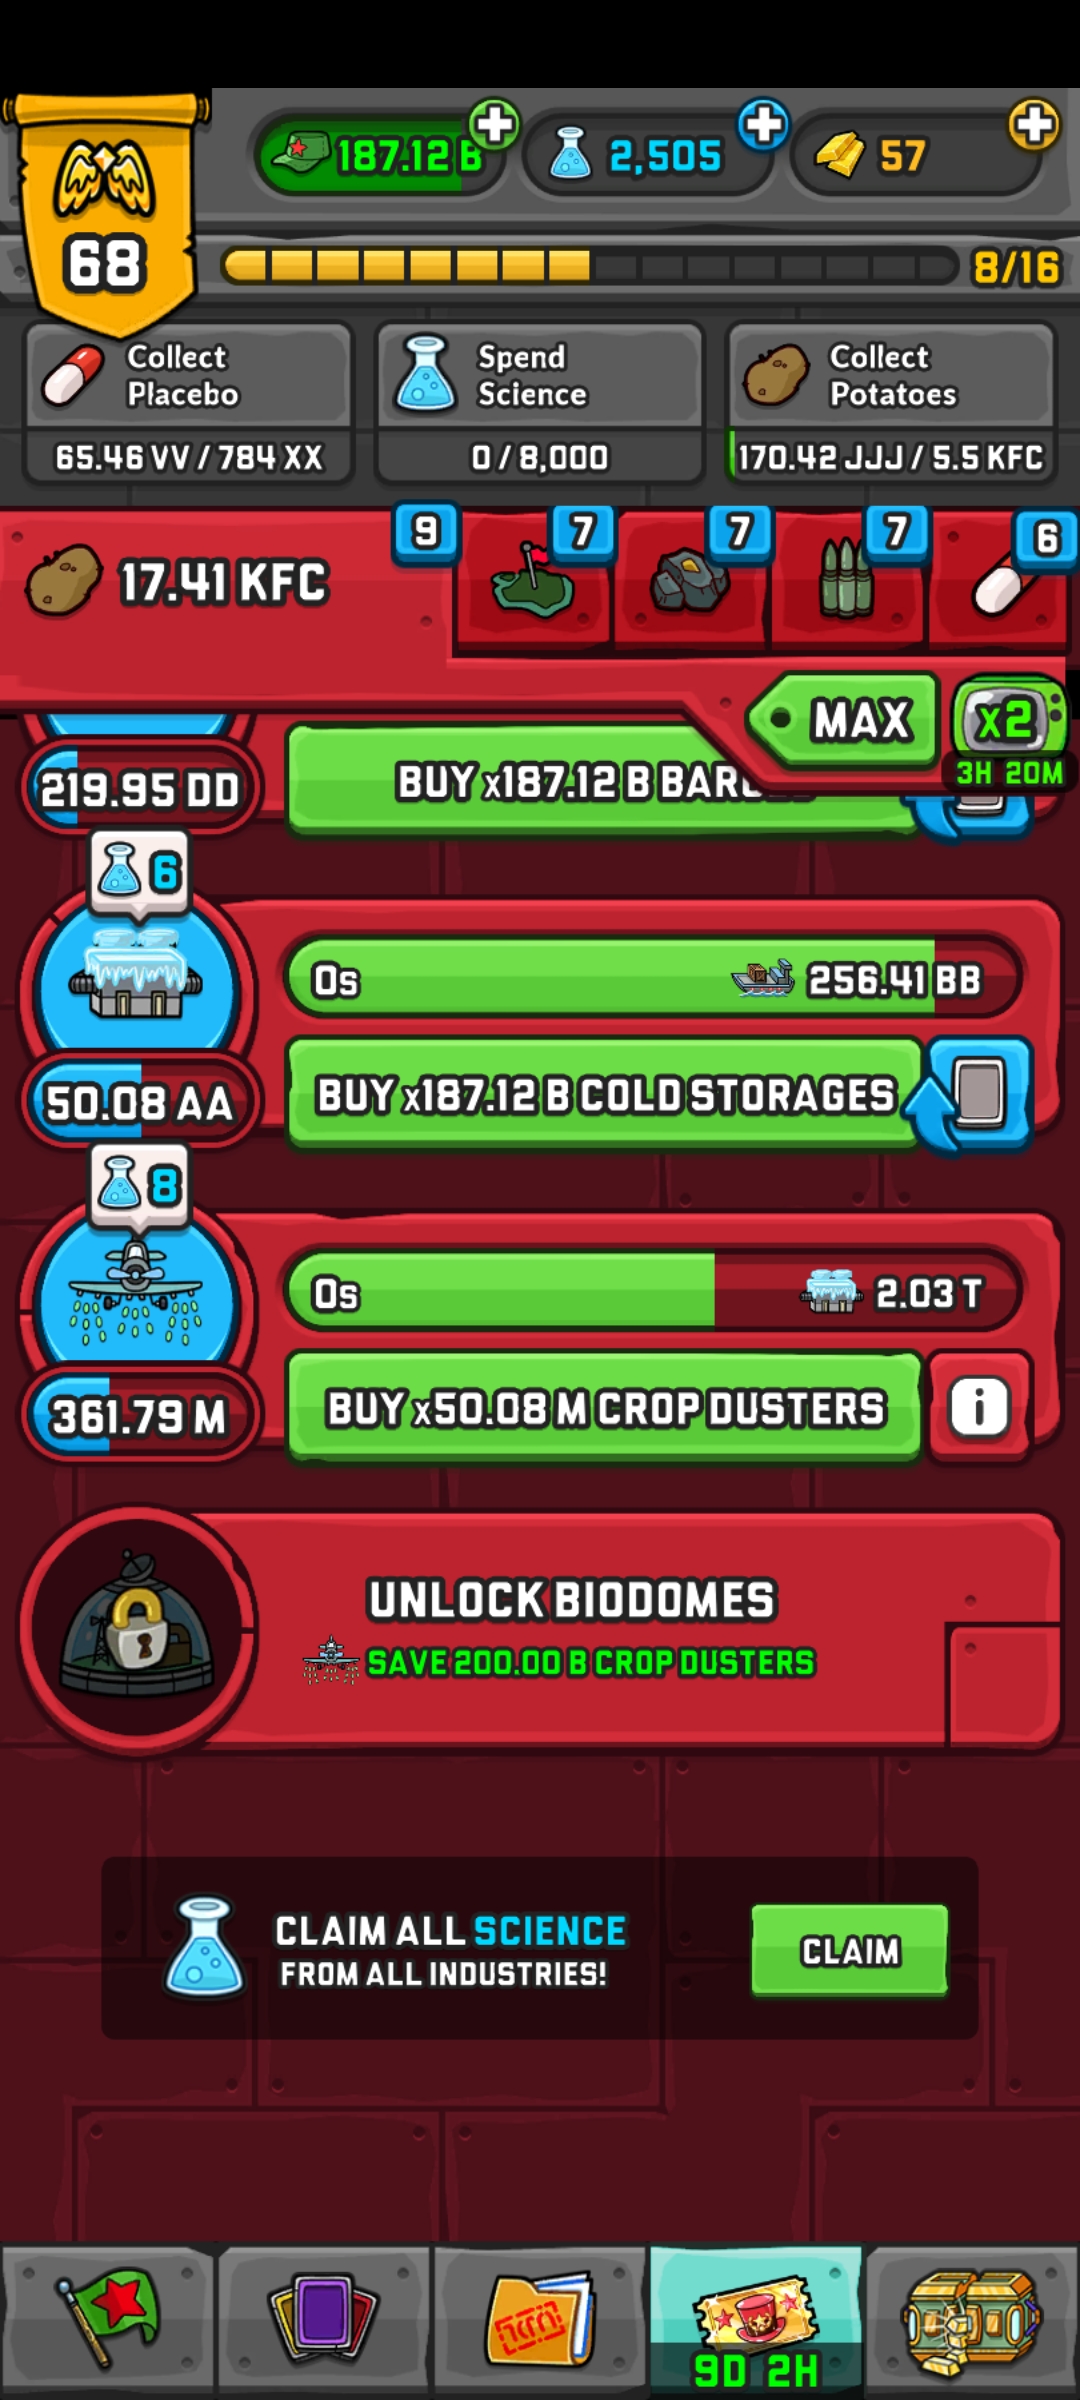 187.12 B
2,505
57
68
8/16
Collect
Placebo
65.46 VV / 784 XX
Spend
Science
0 / 8,000
Collect
Potatoes
170.42 JJJ / 5.5 KFC
17.41 KFC
9
7
7
7
6
MAX
x2
3H 20M
219.95 DD
BUY x187.12 B
6
0s
256.41 BB
50.08 AA
BUY x187.12 B COLD STORAGES
8
0s
2.03 T
361.79 M
BUY x50.08 M CROP DUSTERS
i
UNLOCK BIODOMES
SAVE 200.00 B CROP DUSTERS
CLAIM ALL SCIENCE
FROM ALL INDUSTRIES!
CLAIM
9D 2H